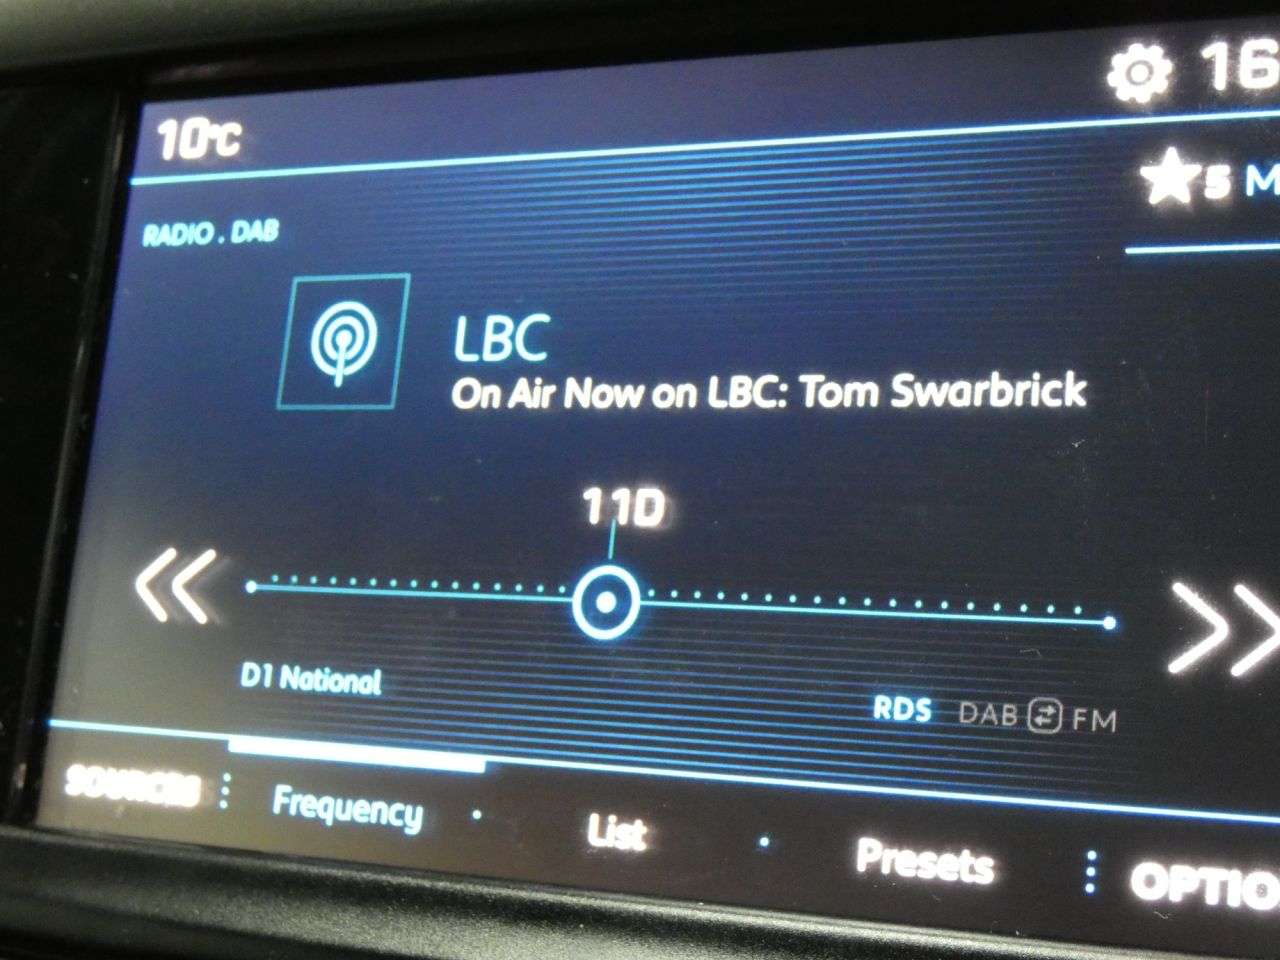 10°C
16
5 M
RADIO . DAB
LBC
On Air Now on LBC: Tom Swarbrick
11D
D1 National
RDS DAB FM
SOURCES
Frequency
List
Presets
OPTIO